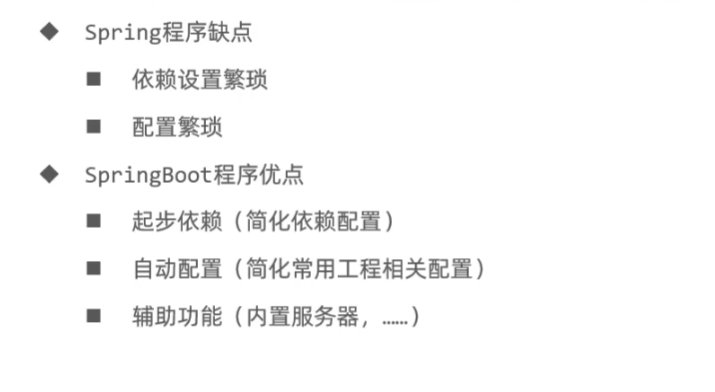 ◆ Spring程序缺点
■ 依赖设置繁琐
■ 配置繁琐
◆ SpringBoot程序优点
■ 起步依赖（简化依赖配置）
■ 自动配置（简化常用工程相关配置）
■ 辅助功能（内置服务器，……）